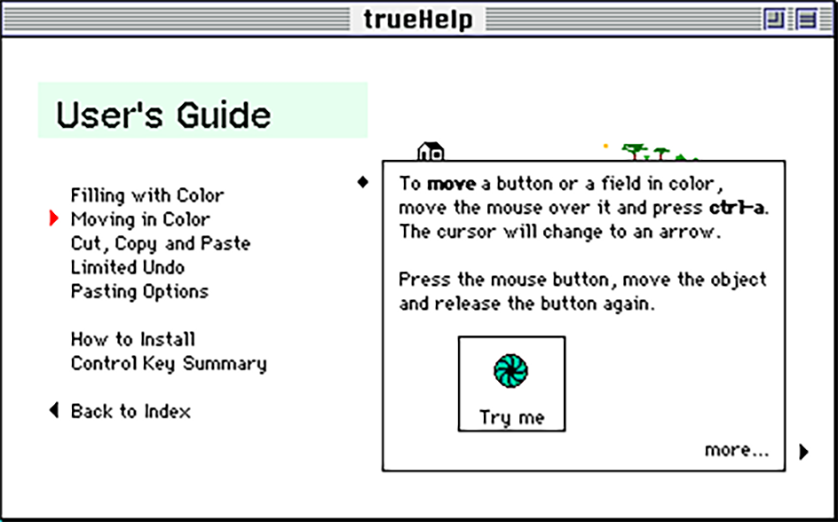 trueHelp
User's Guide
Filling with Color
Moving in Color
Cut, Copy and Paste
Limited Undo
Pasting Options
How to Install
Control Key Summary
Back to Index
To move a button or a field in color,
move the mouse over it and press ctrl-a.
The cursor will change to an arrow.
Press the mouse button, move the object
and release the button again.
Try me
more...